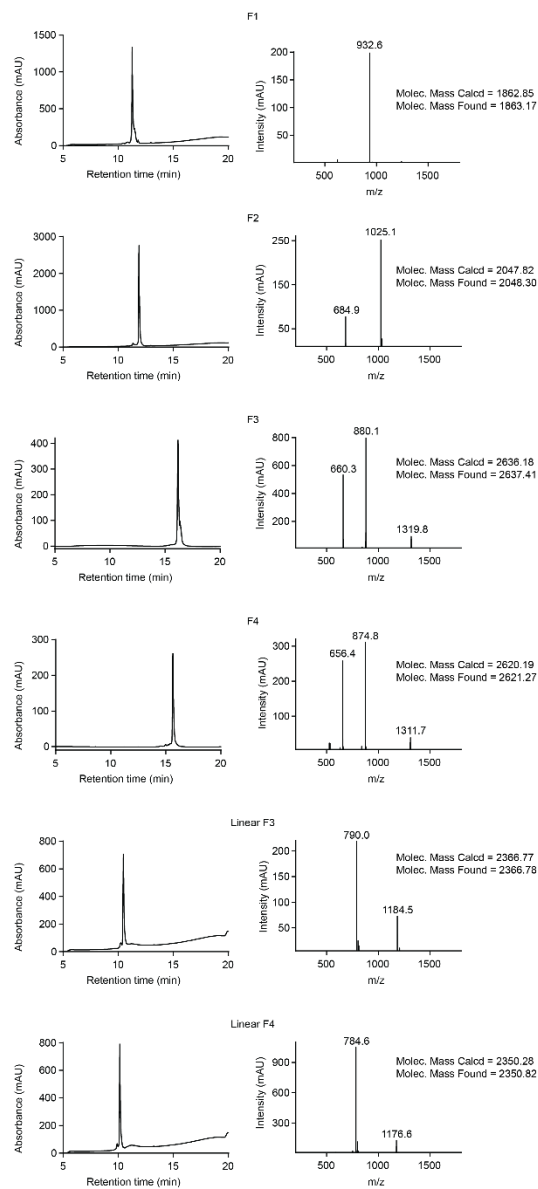 F1
Absorbance (mAU)
1500
1000
500
0
5 10 15 20
Retention time (min)
Intensity (mAU)
200
150
100
50
932.6
500 1000 1500
m/z
Molec. Mass Calcd = 1862.85
Molec. Mass Found = 1863.17
F2
Absorbance (mAU)
3000
2000
1000
0
5 10 15 20
Retention time (min)
Intensity (mAU)
250
150
50
1025.1
684.9
500 1000 1500
m/z
Molec. Mass Calcd = 2047.82
Molec. Mass Found = 2048.30
F3
Absorbance (mAU)
400
300
200
100
0
5 10 15 20
Retention time (min)
Intensity (mAU)
800
600
400
200
880.1
660.3
1319.8
500 1000 1500
m/z
Molec. Mass Calcd = 2636.18
Molec. Mass Found = 2637.41
F4
Absorbance (mAU)
300
200
100
0
5 10 15 20
Retention time (min)
Intensity (mAU)
300
200
100
874.8
656.4
1311.7
500 1000 1500
m/z
Molec. Mass Calcd = 2620.19
Molec. Mass Found = 2621.27
Linear F3
Absorbance (mAU)
800
600
400
200
0
5 10 15 20
Retention time (min)
Intensity (mAU)
200
150
100
50
790.0
1184.5
500 1000 1500
m/z
Molec. Mass Calcd = 2366.77
Molec. Mass Found = 2366.78
Linear F4
Absorbance (mAU)
800
600
400
200
0
5 10 15 20
Retention time (min)
Intensity (mAU)
900
600
300
784.6
1176.6
500 1000 1500
m/z
Molec. Mass Calcd = 2350.28
Molec. Mass Found = 2350.82